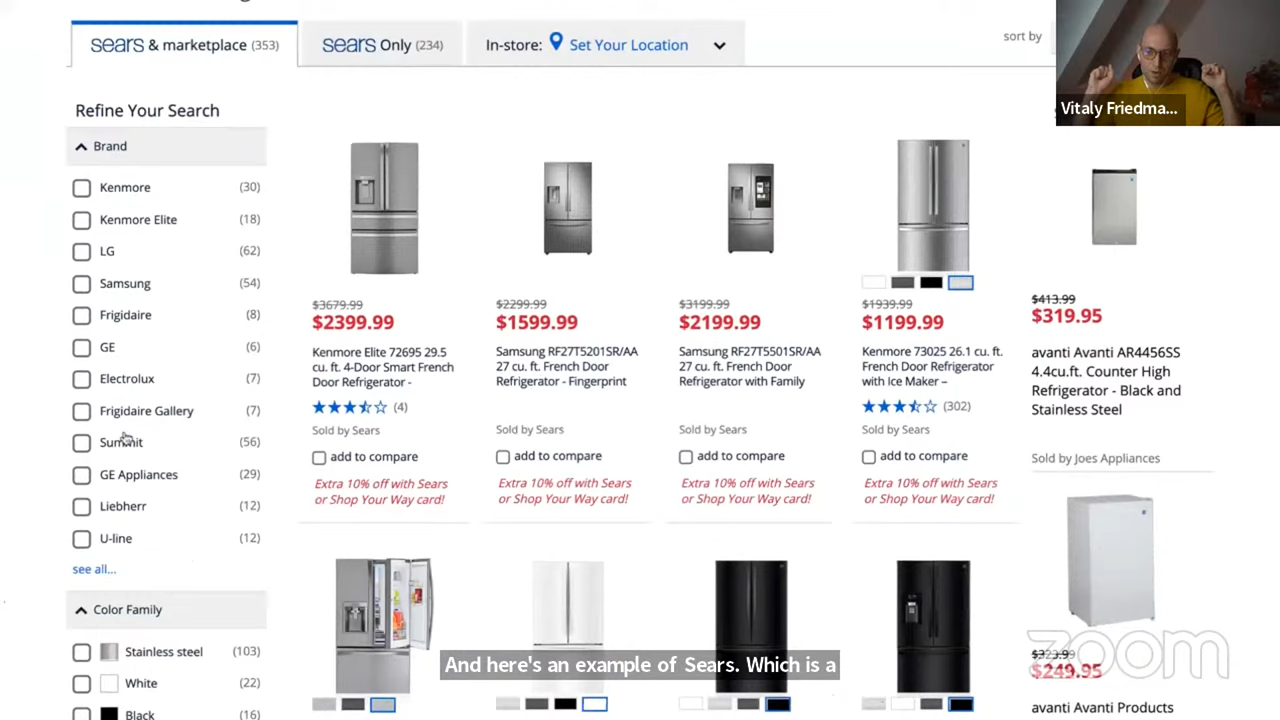 sears & marketplace (353)
sears Only (234)
In-store: Set Your Location
sort by
Vitaly Friedma...
Refine Your Search
Brand
Kenmore (30)
Kenmore Elite (18)
LG (62)
Samsung (54)
Frigidaire (8)
GE (6)
Electrolux (7)
Frigidaire Gallery (7)
Summit (56)
GE Appliances (29)
Liebherr (12)
U-line (12)
see all...
Color Family
Stainless steel (103)
White (22)
Black (16)
$3679.99
$2399.99
Kenmore Elite 72695 29.5
cu. ft. 4-Door Smart French
Door Refrigerator -
(4)
Sold by Sears
add to compare
Extra 10% off with Sears
or Shop Your Way card!
$2299.99
$1599.99
Samsung RF27T5201SR/AA
27 cu. ft. French Door
Refrigerator - Fingerprint
Sold by Sears
add to compare
Extra 10% off with Sears
or Shop Your Way card!
$3199.99
$2199.99
Samsung RF27T5501SR/AA
27 cu. ft. French Door
Refrigerator with Family
Sold by Sears
add to compare
Extra 10% off with Sears
or Shop Your Way card!
$1939.99
$1199.99
Kenmore 73025 26.1 cu. ft.
French Door Refrigerator
with Ice Maker –
(302)
Sold by Sears
add to compare
Extra 10% off with Sears
or Shop Your Way card!
$413.99
$319.95
avanti Avanti AR4456SS
4.4cu.ft. Counter High
Refrigerator - Black and
Stainless Steel
Sold by Joes Appliances
$323.99
$249.95
avanti Avanti Products
And here's an example of Sears. Which is a
zoom